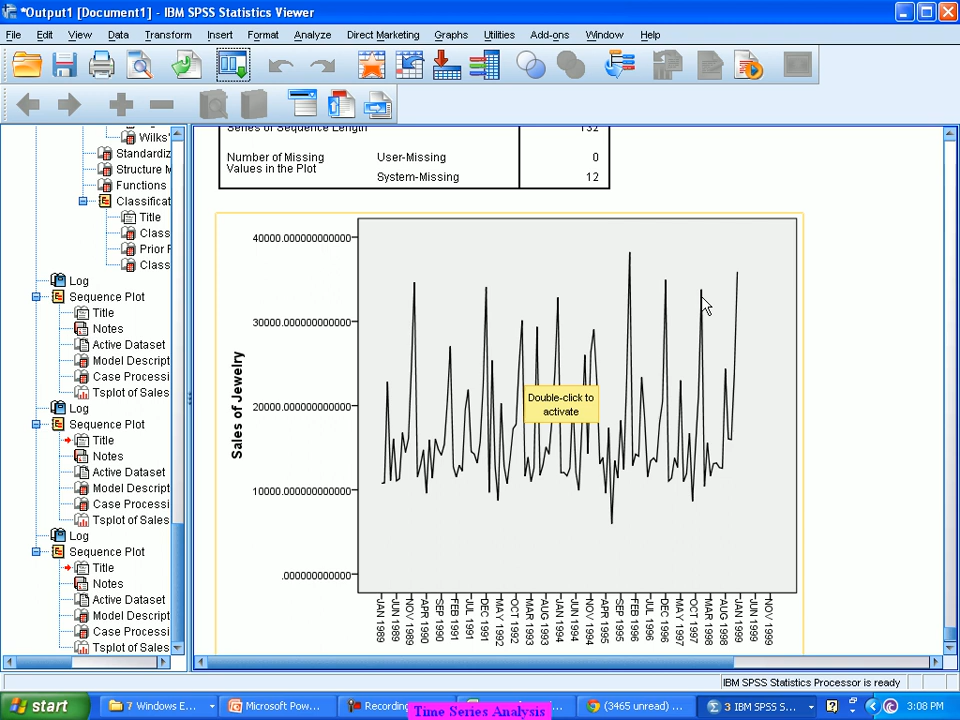 *Output1 [Document1] - IBM SPSS Statistics Viewer
File Edit View Data Transform Insert Format Analyze Direct Marketing Graphs Utilities Add-ons Window Help
Wilks'
Standardiz
Structure M
Functions
Classificat
Title
Class
Prior F
Class
Log
Sequence Plot
Title
Notes
Active Dataset
Model Descript
Case Processi
Tsplot of Sales
Log
Sequence Plot
Title
Notes
Active Dataset
Model Descript
Case Processi
Tsplot of Sales
Log
Sequence Plot
Title
Notes
Active Dataset
Model Descript
Case Processi
Tsplot of Sales
Series or Sequence Length 132
Number of Missing Values in the Plot User-Missing 0
System-Missing 12
Sales of Jewelry
40000.000000000000
30000.000000000000
20000.000000000000
10000.000000000000
.000000000000
Double-click to
activate
JAN 1989
JUN 1989
NOV 1989
APR 1990
SEP 1990
FEB 1991
JUL 1991
DEC 1991
MAY 1992
OCT 1992
MAR 1993
AUG 1993
JAN 1994
JUN 1994
NOV 1994
APR 1995
SEP 1995
FEB 1996
JUL 1996
DEC 1996
MAY 1997
OCT 1997
MAR 1998
AUG 1998
JAN 1999
JUN 1999
NOV 1999
IBM SPSS Statistics Processor is ready
start
7 Windows E...
Microsoft Pow...
Recording
(3465 unread) ...
3 IBM SPSS S...
3:08 PM
Time Series Analysis